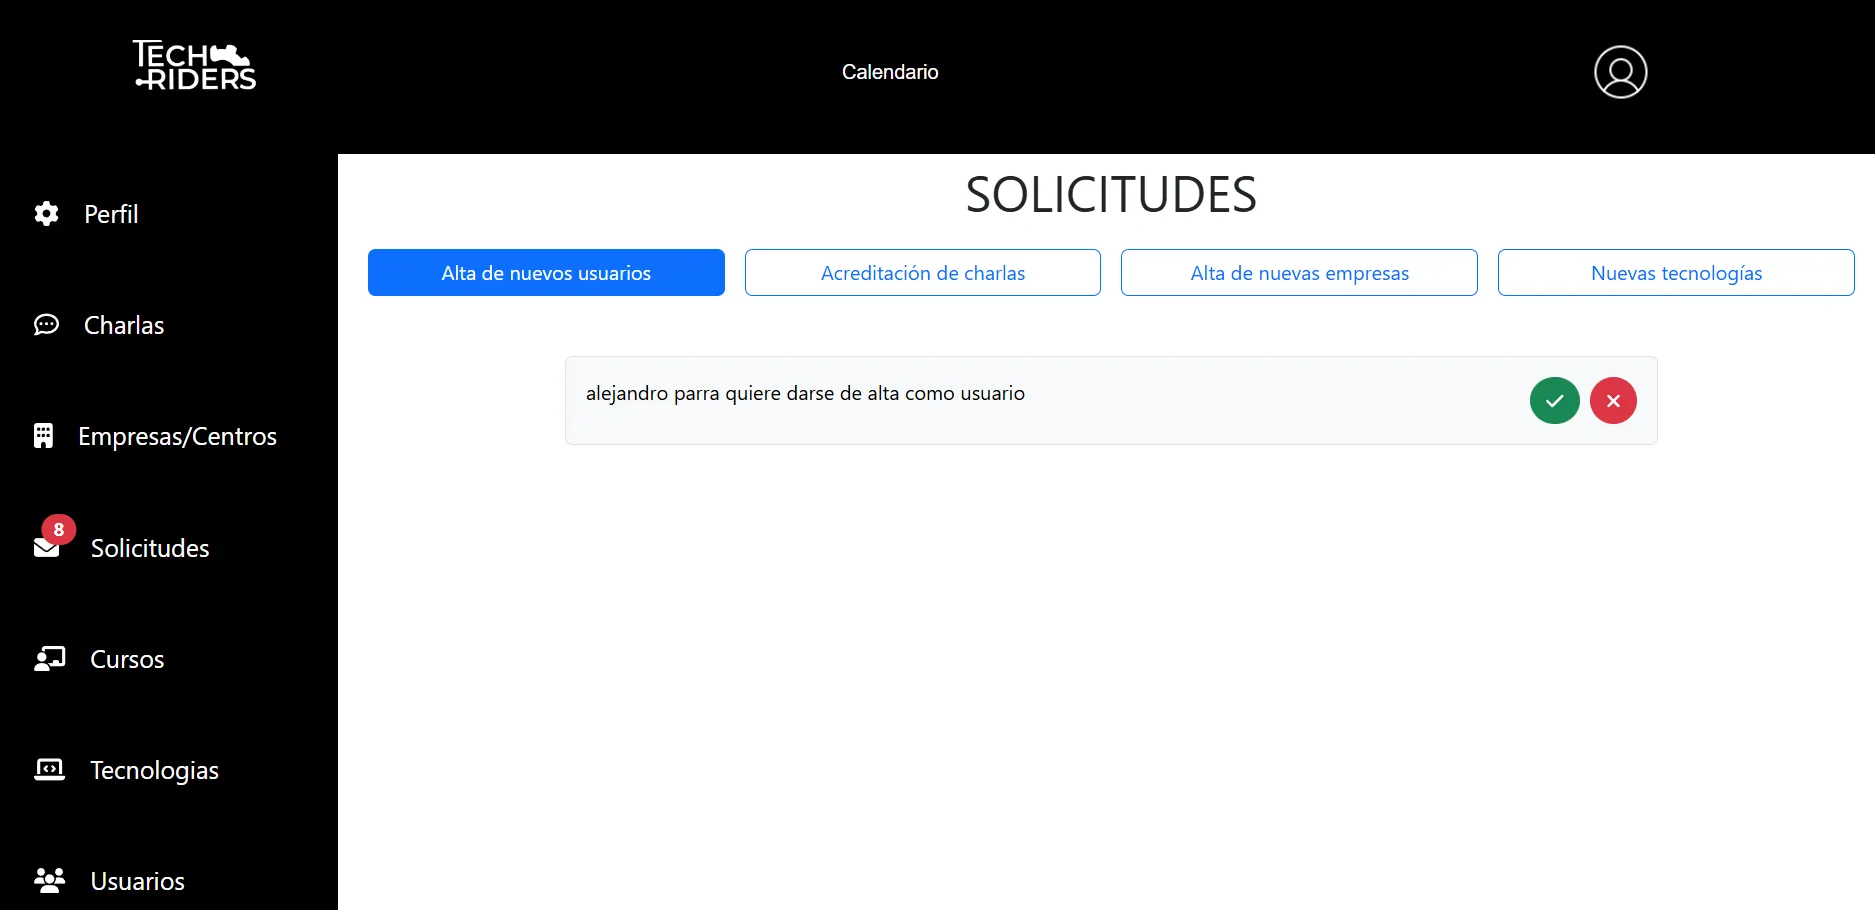 TECH
RIDERS
Calendario
Perfil
Charlas
Empresas/Centros
8
Solicitudes
Cursos
Tecnologias
Usuarios
SOLICITUDES
Alta de nuevos usuarios
Acreditación de charlas
Alta de nuevas empresas
Nuevas tecnologías
alejandro parra quiere darse de alta como usuario